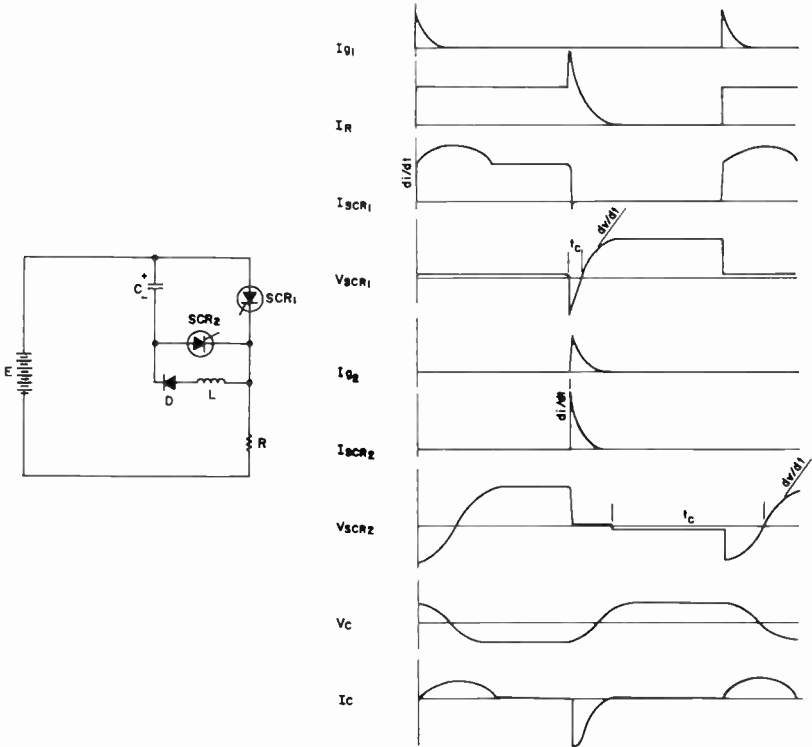 E
C
+
−
SCR1
SCR2
D
L
R
Ig1
IR
di/dt
ISCR1
tc
dv/dt
VSCR1
Ig2
di/dt
ISCR2
tc
dv/dt
VSCR2
VC
IC